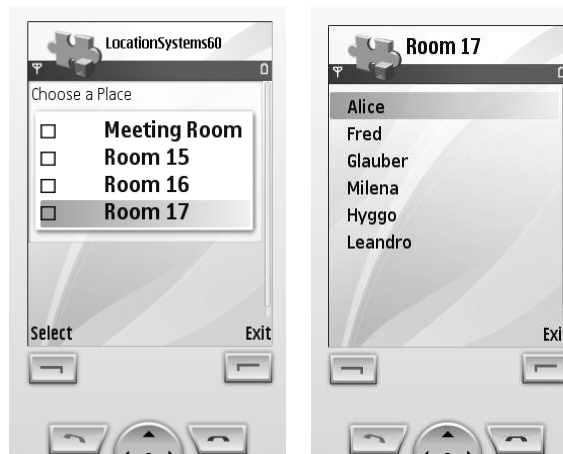 LocationSystems60
Choose a Place
Meeting Room
Room 15
Room 16
Room 17
Select Exit
Room 17
Alice
Fred
Glauber
Milena
Hyggo
Leandro
Exi